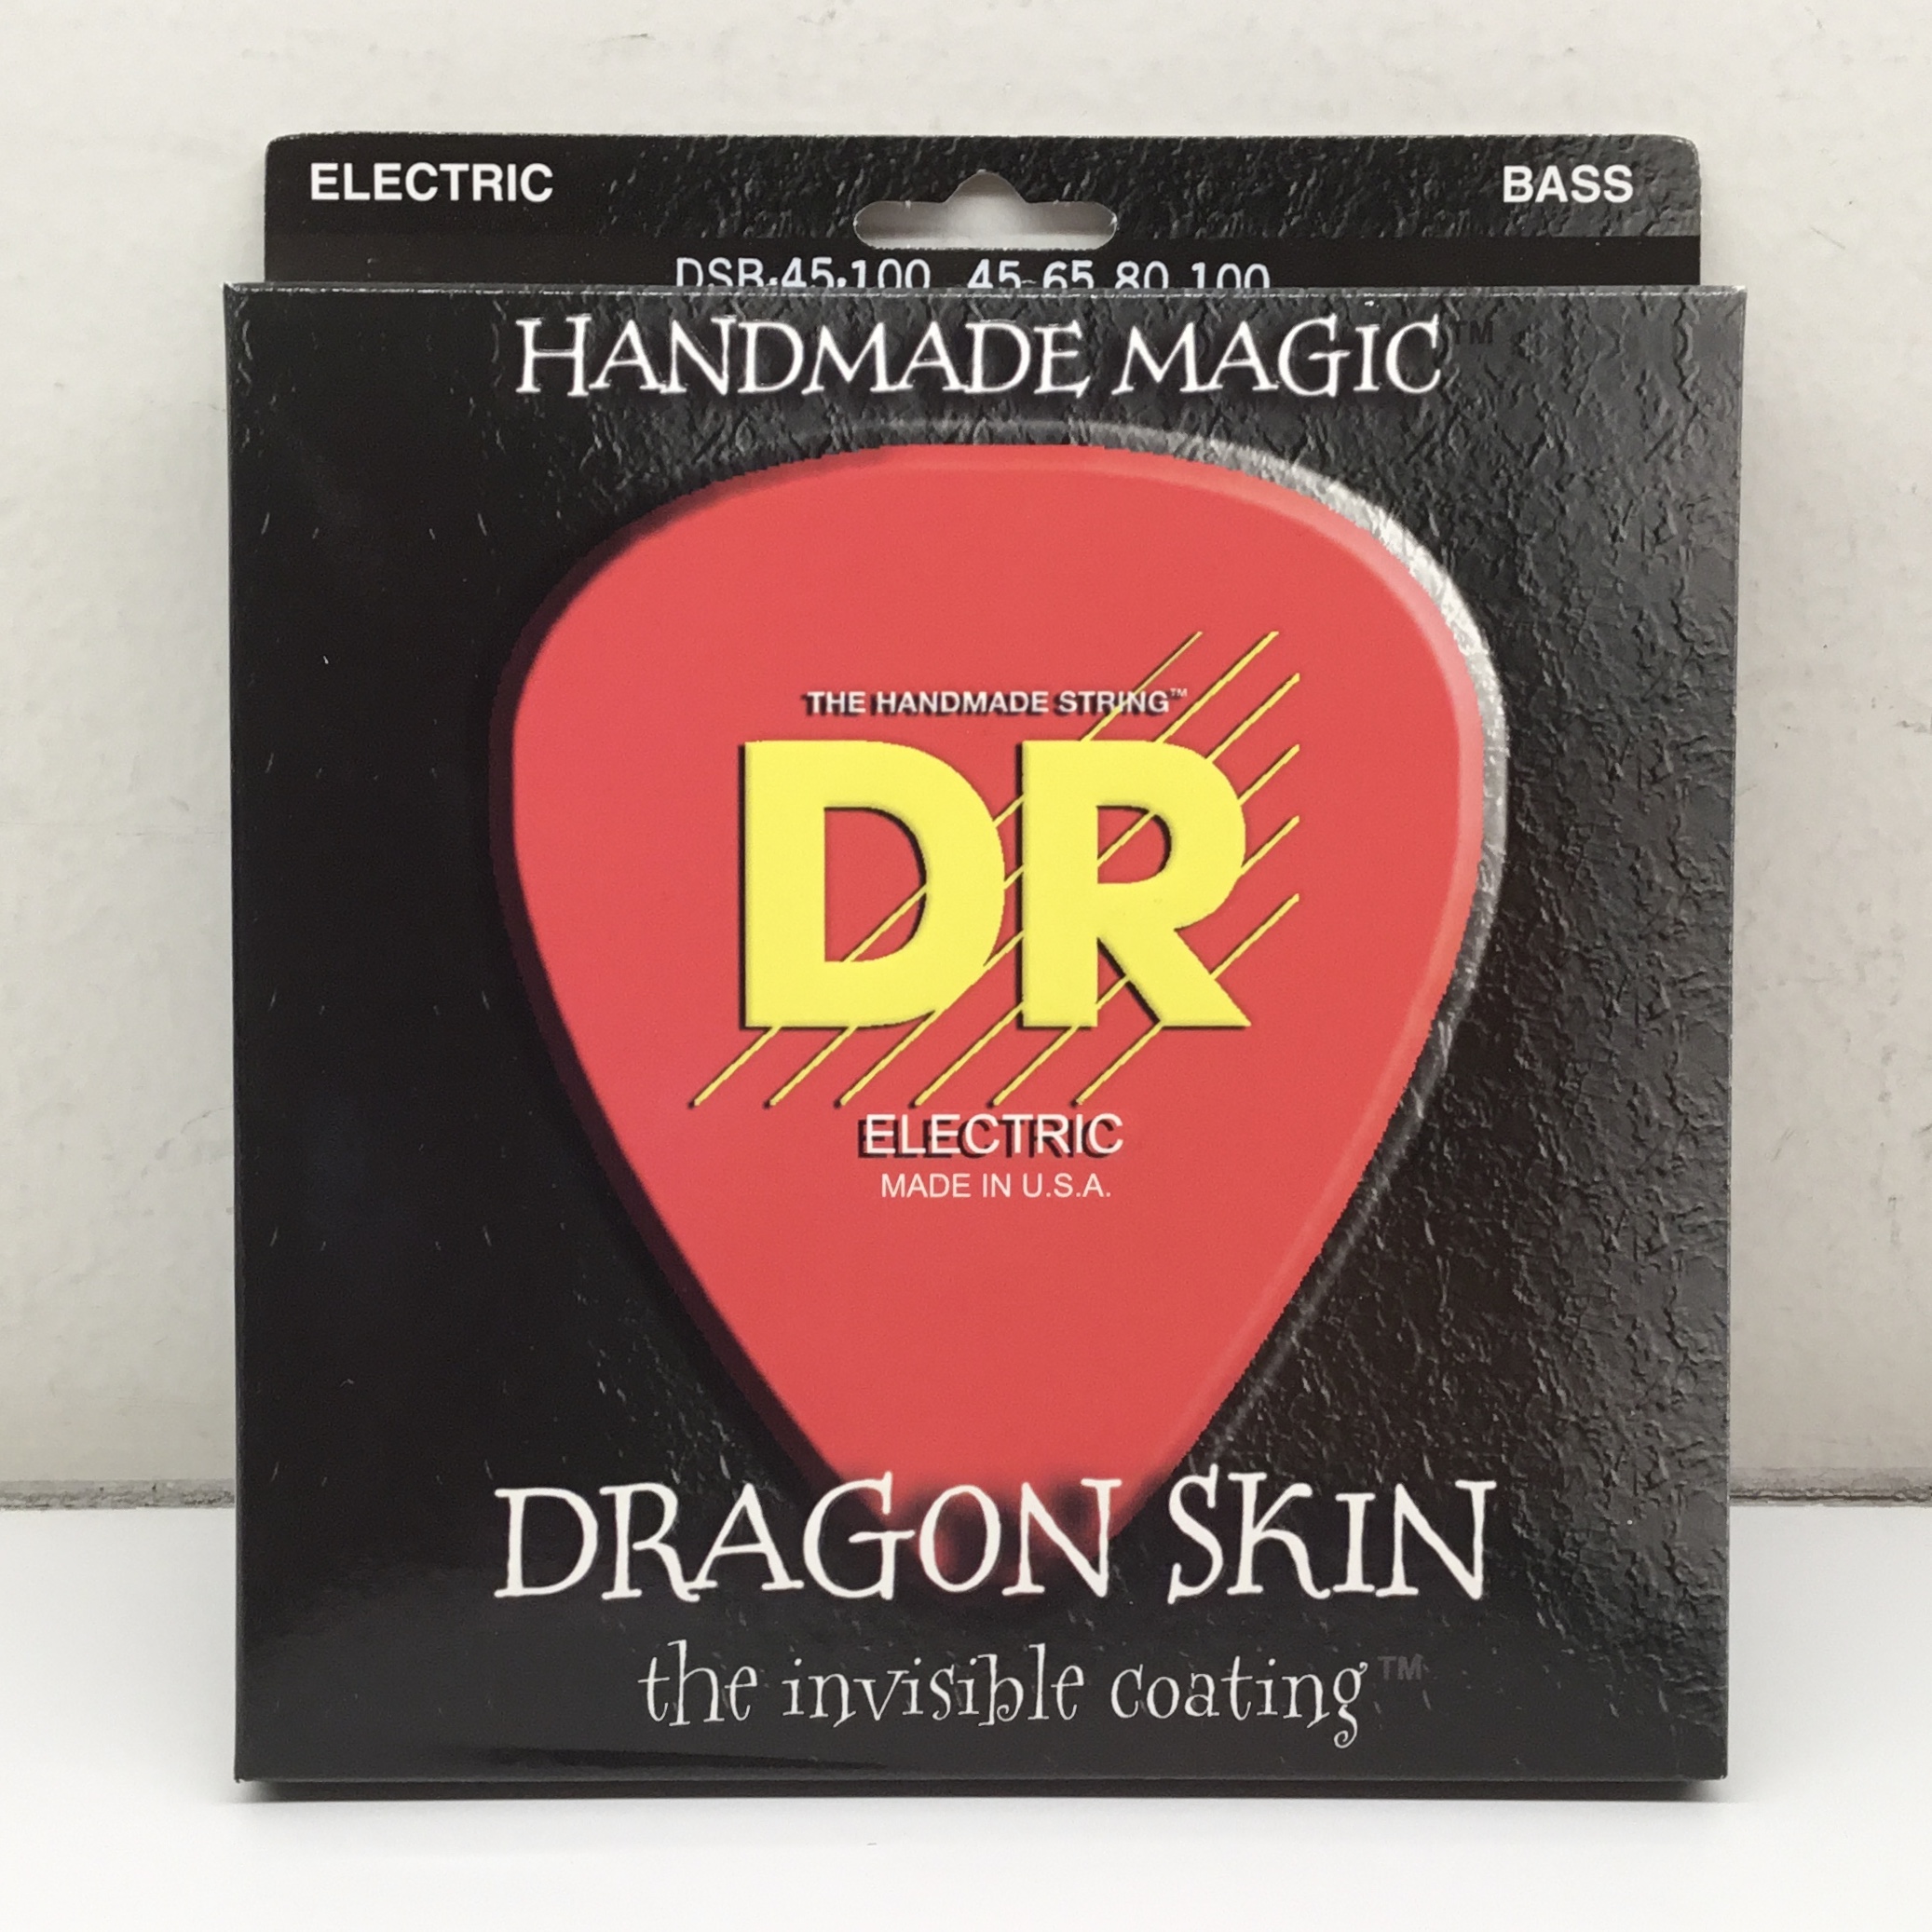 ELECTRIC BASS
DSB-45-100 45-65 80 100
HANDMADE MAGIC™
THE HANDMADE STRING™
DR
ELECTRIC
MADE IN U.S.A.
DRAGON SKIN
the invisible coating™